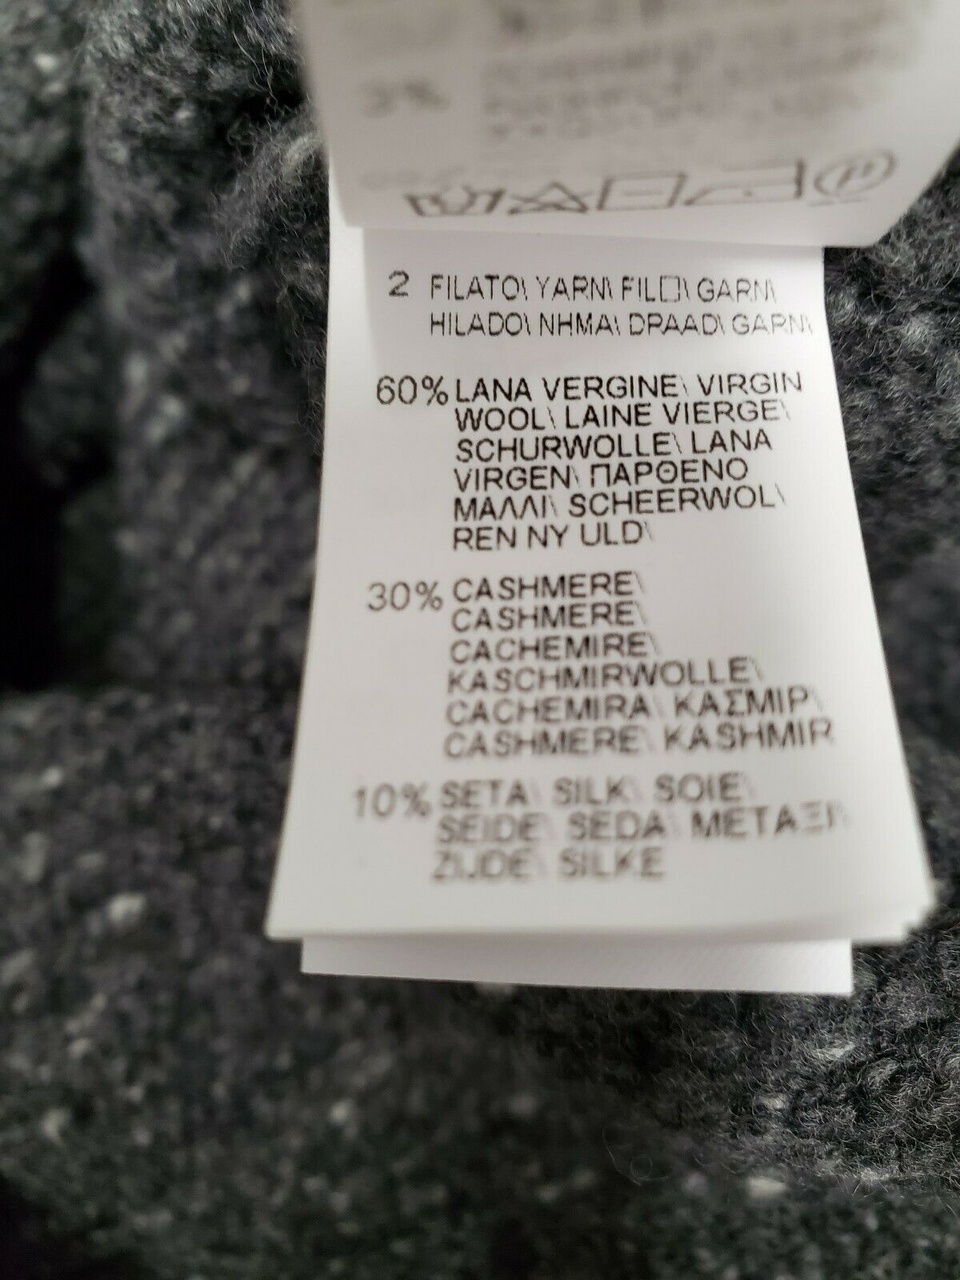 3%
2 FILATO\ YARN\ FIL□\ GARN\
HILADO\ ΝΗΜΑ\ DRAAD\ GARN\
60% LANA VERGINE\ VIRGIN
WOOL\ LAINE VIERGE\
SCHURWOLLE\ LANA
VIRGEN\ ΠΑΡΘΕΝΟ
ΜΑΛΛΙ\ SCHEERWOL\
REN NY ULD\
30% CASHMERE\
CASHMERE\
CACHEMIRE\
KASCHMIRWOLLE\
CACHEMIRA\ ΚΑΣΜΙΡ\
CASHMERE\ KASHMIR
10% SETA\ SILK\ SOIE\
SEIDE\ SEDA\ ΜΕΤΑΞΙ\
ZIJDE\ SILKE